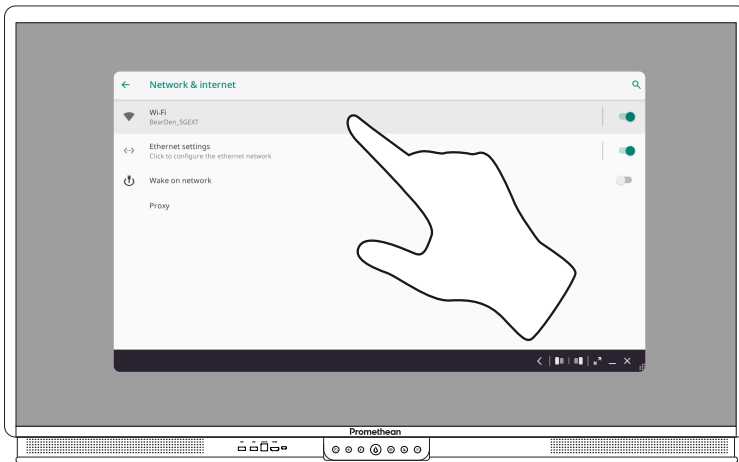 Network & internet
Wi-Fi
BearDen_5GEXT
Ethernet settings
Click to configure the ethernet network
Wake on network
Proxy
Promethean